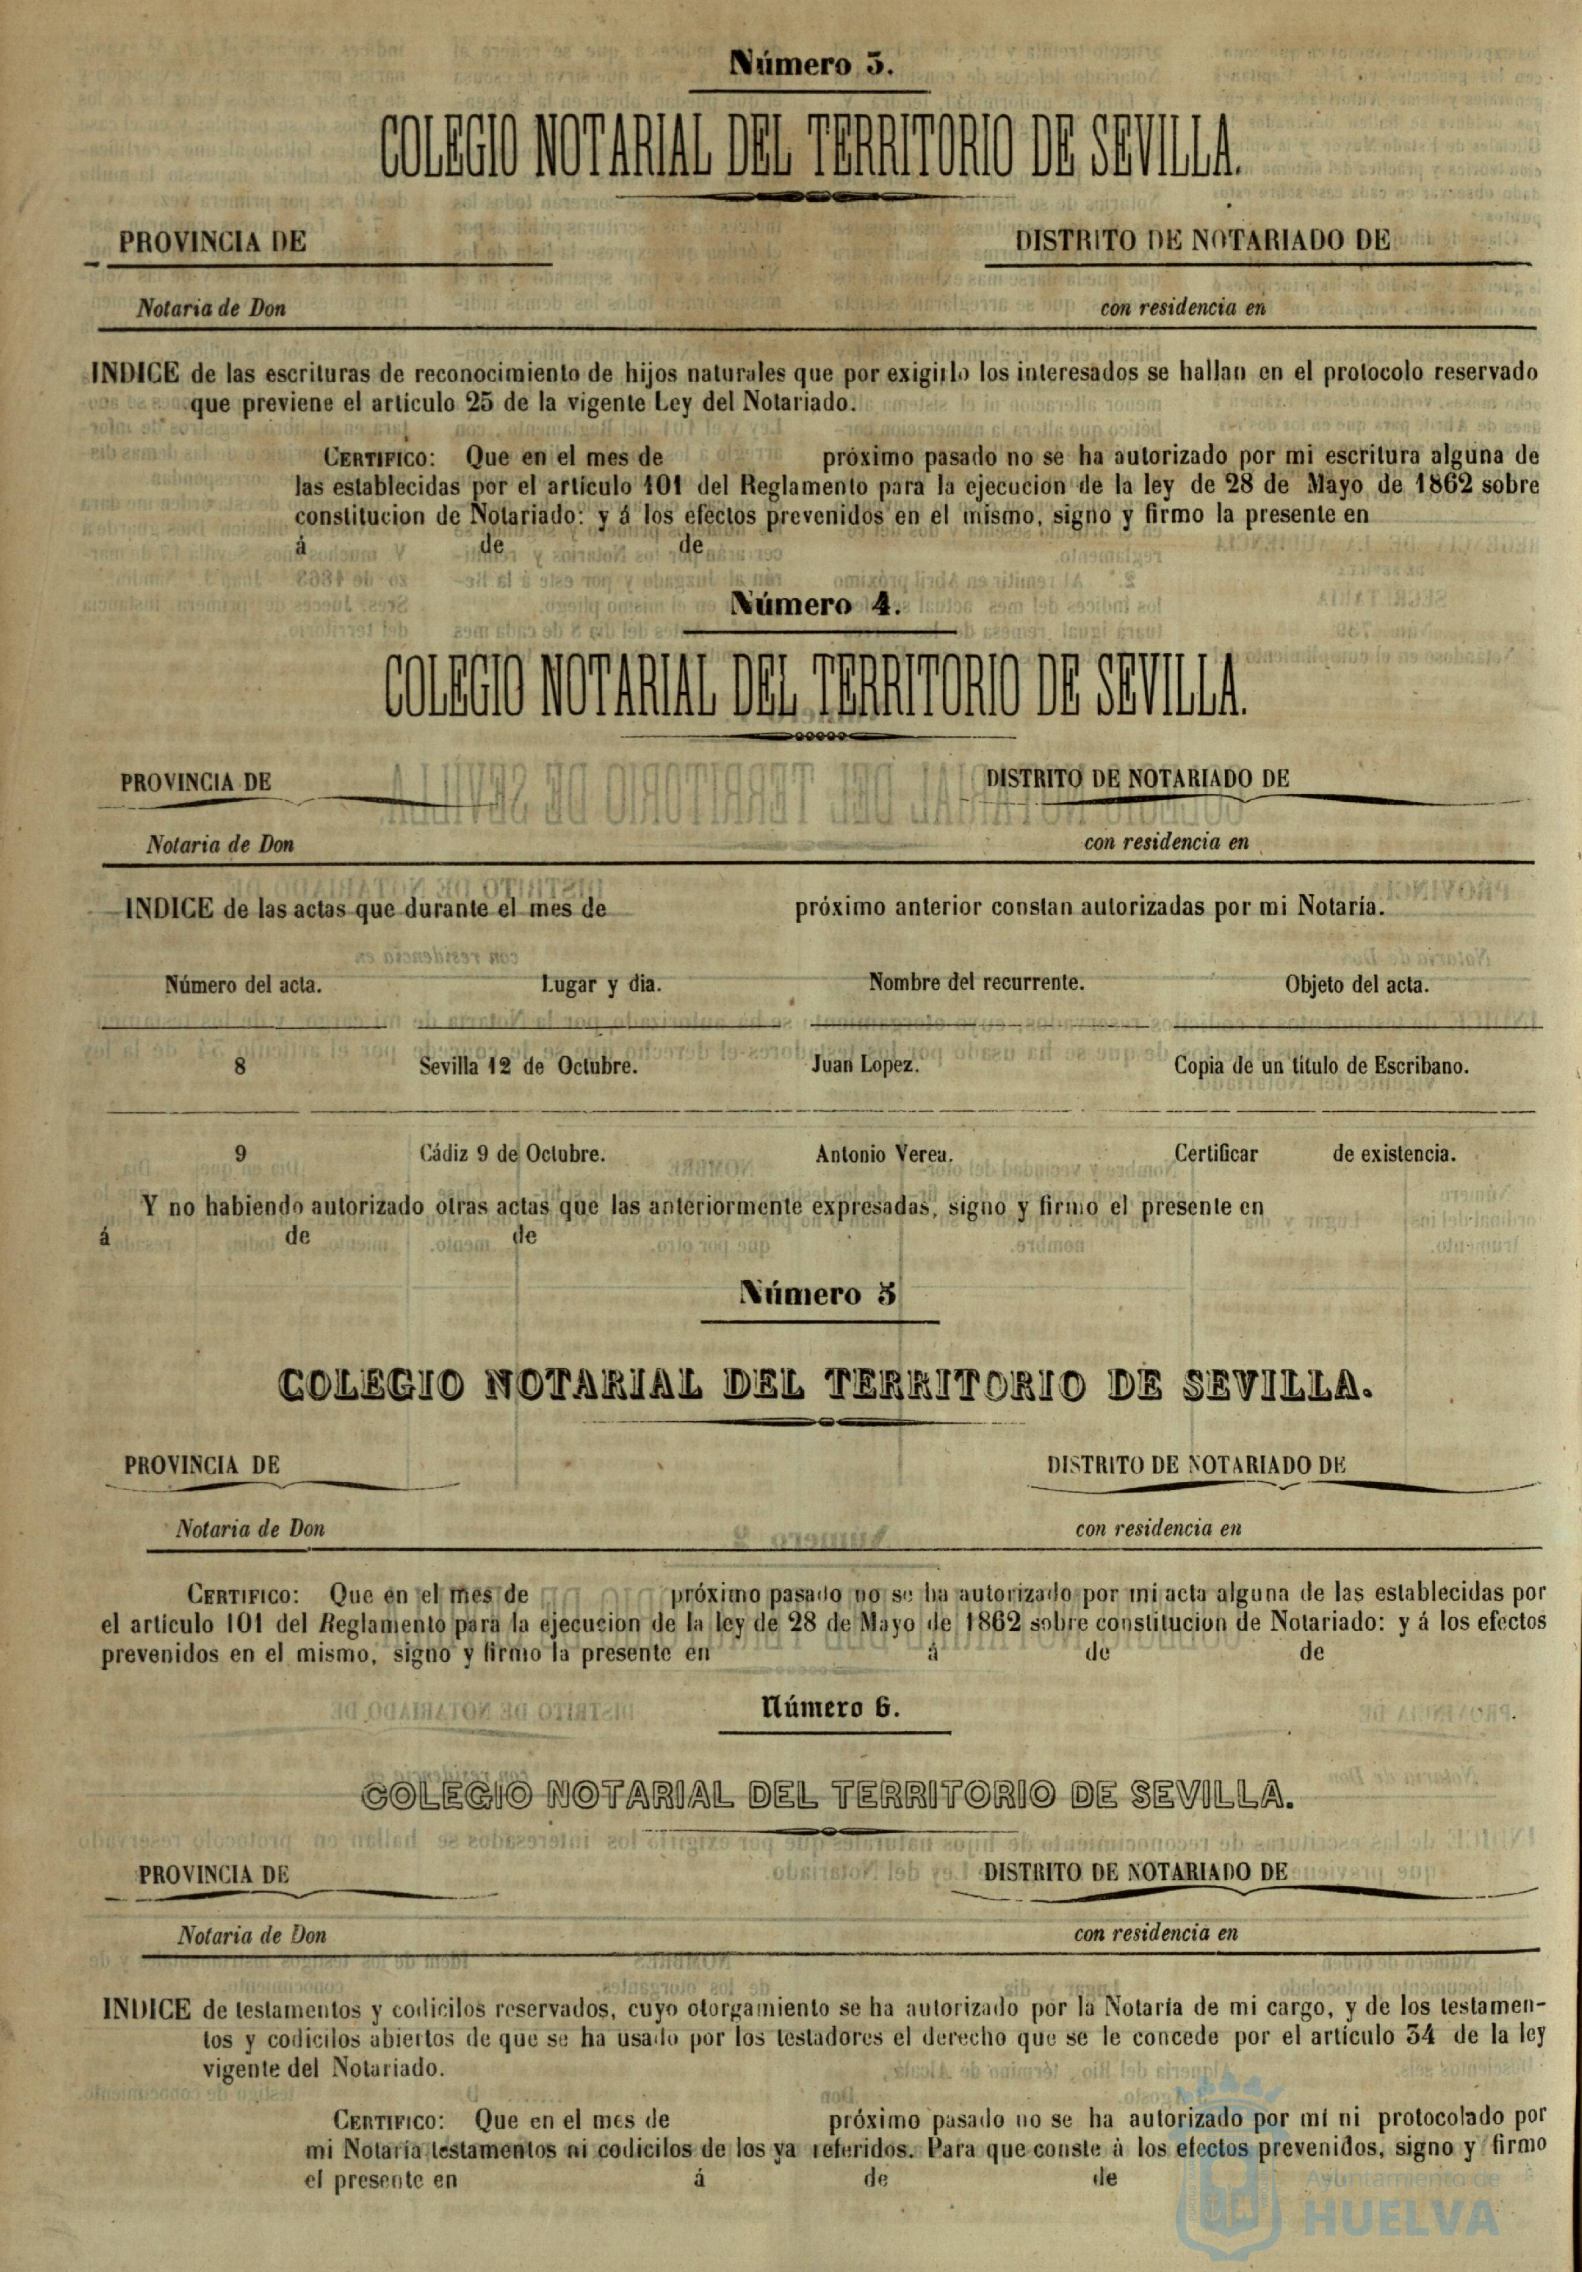 Número 3.
COLEGIO NOTARIAL DEL TERRITORIO DE SEVILLA.
PROVINCIA DE DISTRITO DE NOTARIADO DE
Notaria de Don con residencia en
INDICE de las escrituras de reconocimiento de hijos naturales que por exigirlo los interesados se hallan en el protocolo reservado
que previene el articulo 25 de la vigente Ley del Notariado.
CERTIFICO: Que en el mes de próximo pasado no se ha autorizado por mi escritura alguna de
las establecidas por el artículo 101 del Reglamento para la ejecucion de la ley de 28 de Mayo de 1862 sobre
constitucion de Notariado: y á los efectos prevenidos en el mismo, signo y firmo la presente en
á de de
Número 4.
COLEGIO NOTARIAL DEL TERRITORIO DE SEVILLA.
PROVINCIA DE DISTRITO DE NOTARIADO DE
Notaria de Don con residencia en
INDICE de las actas que durante el mes de próximo anterior constan autorizadas por mi Notaría.
Número del acta. Lugar y dia. Nombre del recurrente. Objeto del acta.
8 Sevilla 12 de Octubre. Juan Lopez. Copia de un título de Escribano.
9 Cádiz 9 de Octubre. Antonio Verea. Certificar de existencia.
Y no habiendo autorizado otras actas que las anteriormente expresadas, signo y firmo el presente en
á de de
Número 5
COLEGIO NOTARIAL DEL TERRITORIO DE SEVILLA.
PROVINCIA DE DISTRITO DE NOTARIADO DE
Notaria de Don con residencia en
CERTIFICO: Que en el mes de próximo pasado no se ha autorizado por mi acta alguna de las establecidas por
el artículo 101 del Reglamento para la ejecucion de la ley de 28 de Mayo de 1862 sobre constitucion de Notariado: y á los efectos
prevenidos en el mismo, signo y firmo la presente en á de de
Número 6.
COLEGIO NOTARIAL DEL TERRITORIO DE SEVILLA.
PROVINCIA DE DISTRITO DE NOTARIADO DE
Notaria de Don con residencia en
INDICE de testamentos y codicilos reservados, cuyo otorgamiento se ha autorizado por la Notaría de mi cargo, y de los testamen-
tos y codicilos abiertos de que se ha usado por los testadores el derecho que se le concede por el artículo 34 de la ley
vigente del Notariado.
CERTIFICO: Que en el mes de próximo pasado no se ha autorizado por mí ni protocolado por
mi Notaría testamentos ni codicilos de los ya referidos. Para que conste á los efectos prevenidos, signo y firmo
el presente en á de de
Ayuntamiento de
HUELVA